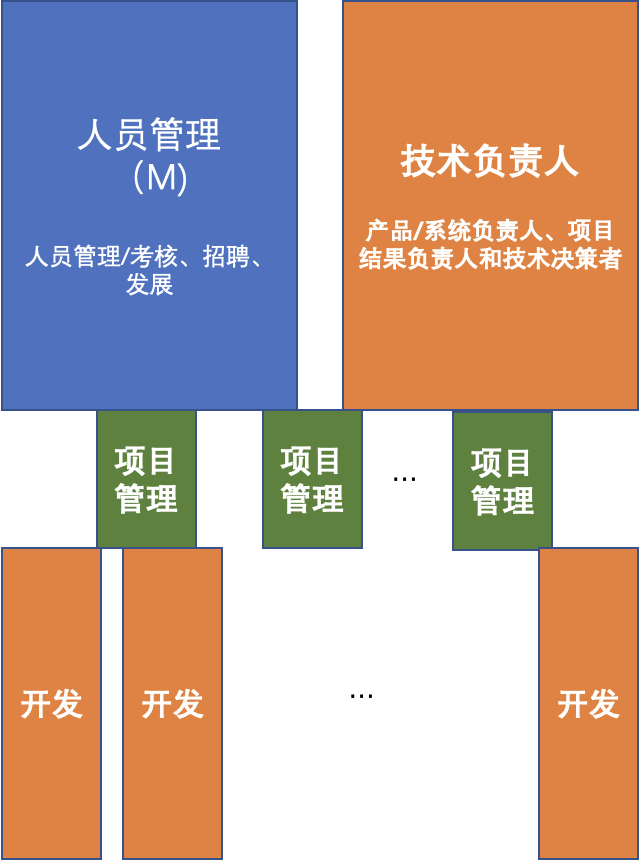 人员管理
（M)
人员管理/考核、招聘、
发展
技术负责人
产品/系统负责人、项目
结果负责人和技术决策者
项目
管理
项目
管理
...
项目
管理
开发
开发
...
开发